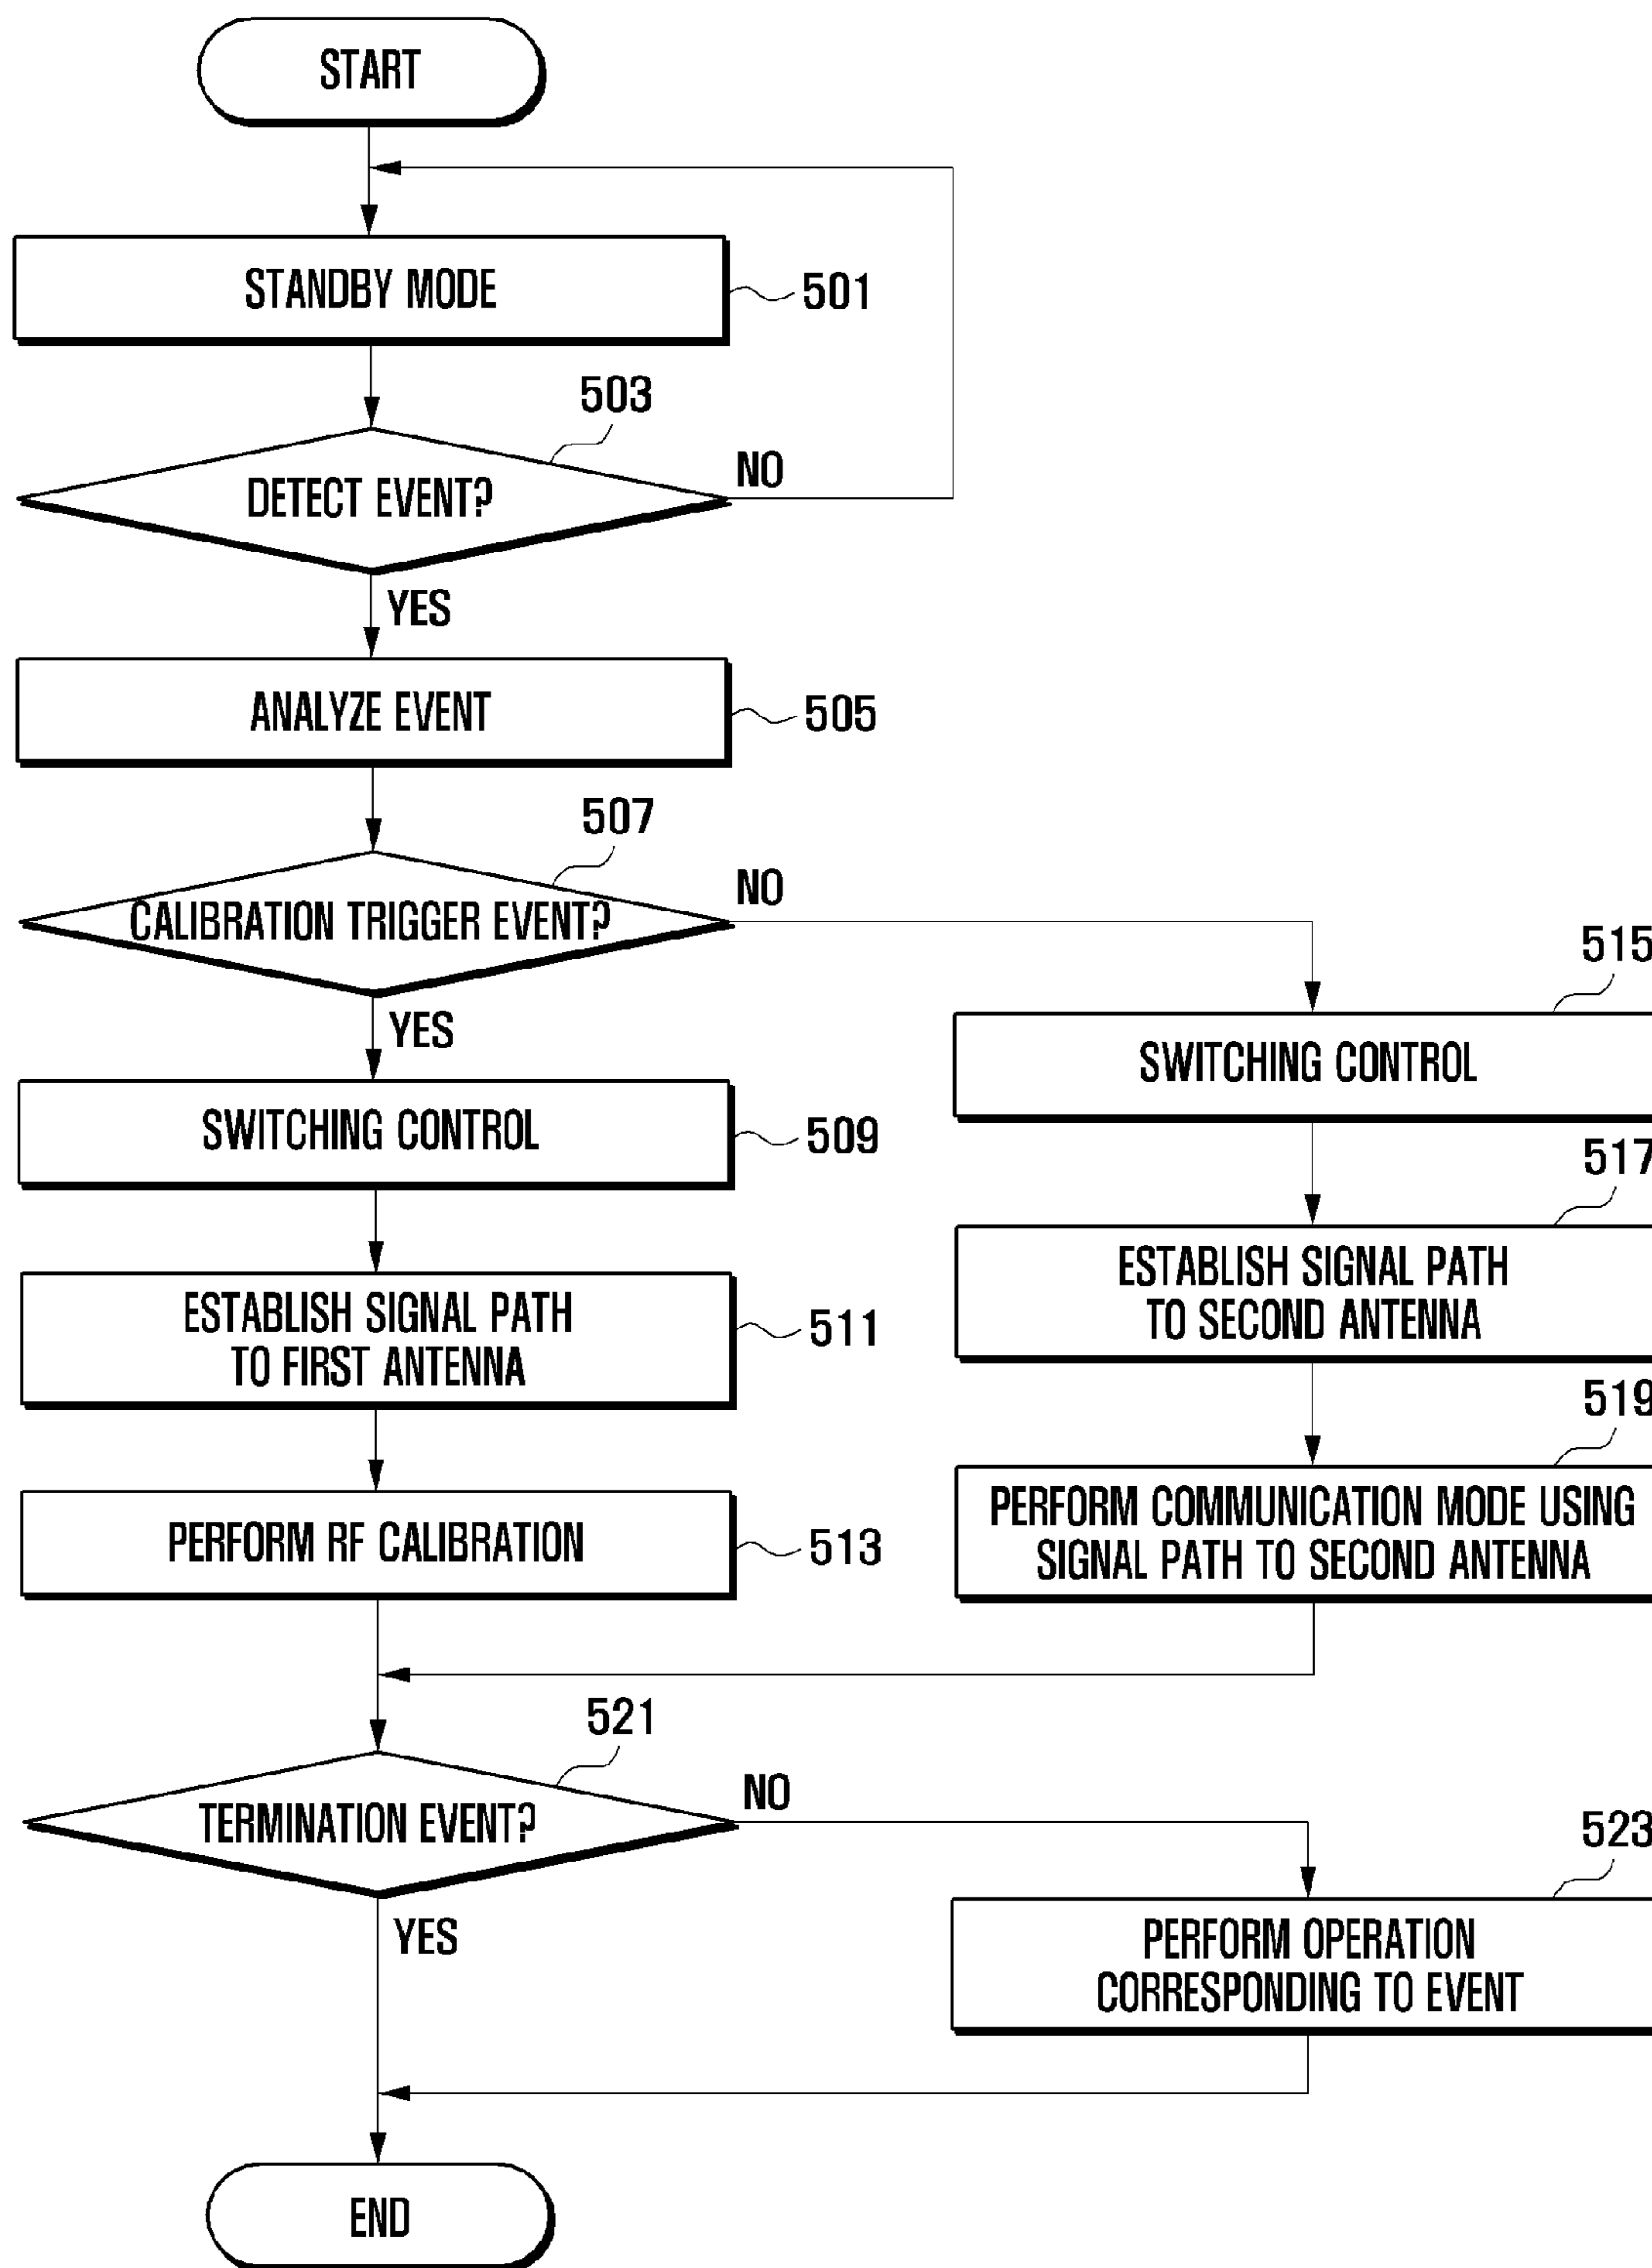 START
STANDBY MODE
501
503
DETECT EVENT?
NO
YES
ANALYZE EVENT
505
507
CALIBRATION TRIGGER EVENT?
NO
YES
515
SWITCHING CONTROL
SWITCHING CONTROL
509
517
ESTABLISH SIGNAL PATH
TO SECOND ANTENNA
ESTABLISH SIGNAL PATH
TO FIRST ANTENNA
511
519
PERFORM COMMUNICATION MODE USING
SIGNAL PATH TO SECOND ANTENNA
PERFORM RF CALIBRATION
513
521
TERMINATION EVENT?
NO
YES
523
PERFORM OPERATION
CORRESPONDING TO EVENT
END